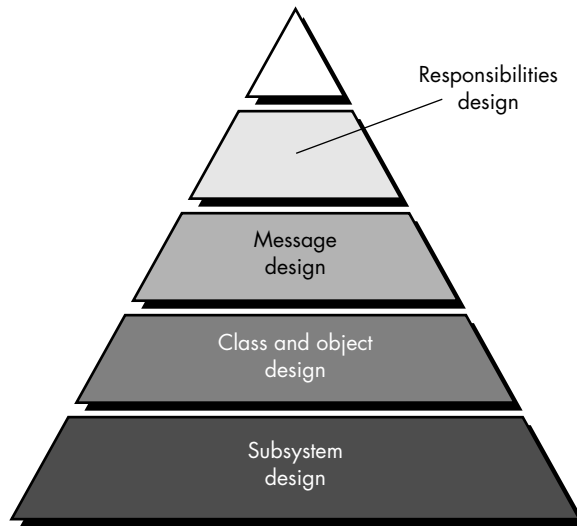 Responsibilities
design
Message
design
Class and object
design
Subsystem
design